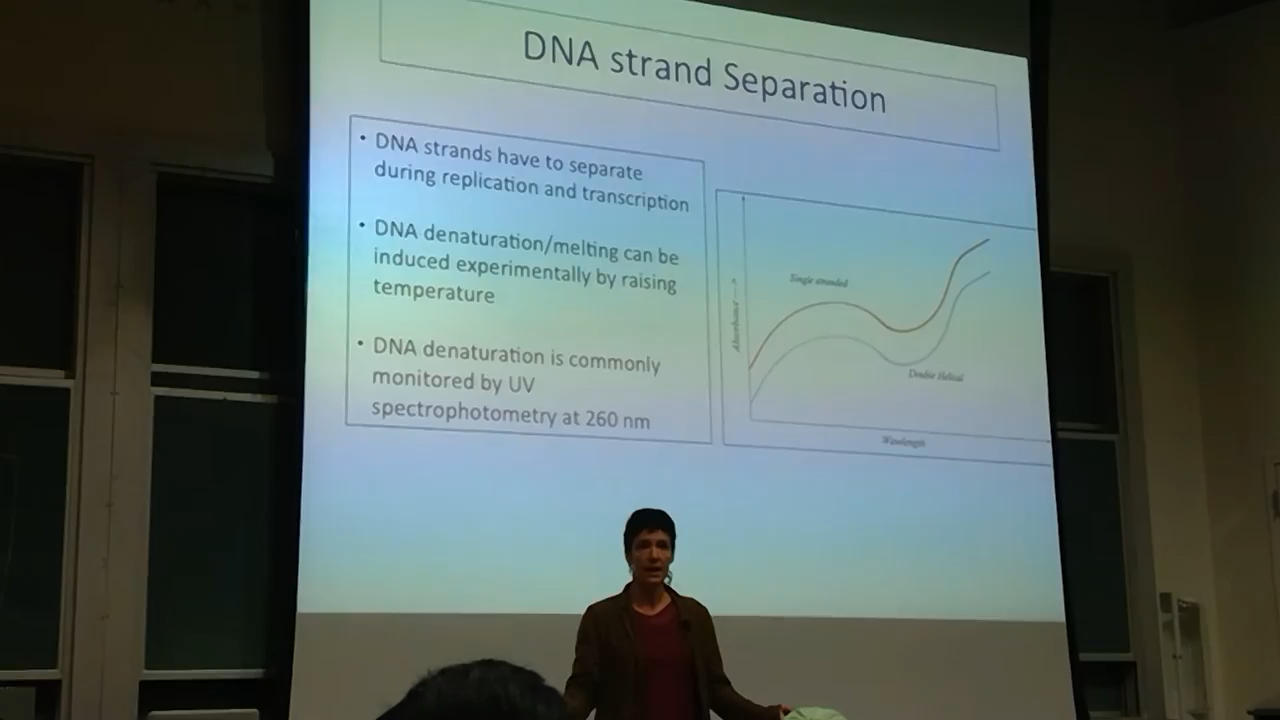 DNA strand Separation
• DNA strands have to separate
during replication and transcription
• DNA denaturation/melting can be
induced experimentally by raising
temperature
• DNA denaturation is commonly
monitored by UV
spectrophotometry at 260 nm
Single stranded
Absorbance
Double Helical
Wavelength